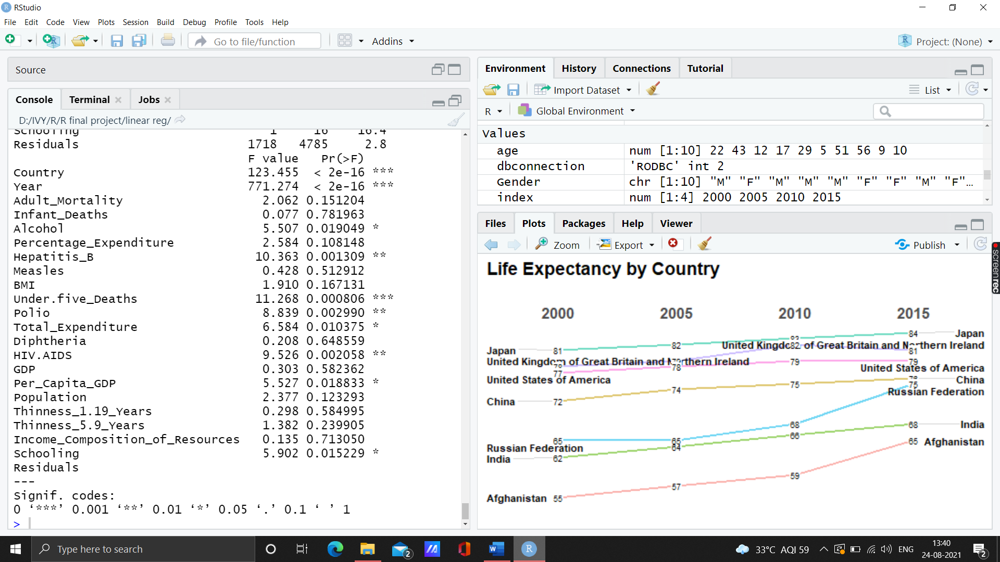 RStudio
File Edit Code View Plots Session Build Debug Profile Tools Help
Go to file/function
Addins
Project: (None)
Source
Console Terminal Jobs
D:/IVY/R/R final project/linear reg/
Schooling 1 16 16.4
Residuals 1718 4785 2.8
F value Pr(>F)
Country 123.455 < 2e-16 ***
Year 771.274 < 2e-16 ***
Adult_Mortality 2.062 0.151204
Infant_Deaths 0.077 0.781963
Alcohol 5.507 0.019049 *
Percentage_Expenditure 2.584 0.108148
Hepatitis_B 10.363 0.001309 **
Measles 0.428 0.512912
BMI 1.910 0.167131
Under.five_Deaths 11.268 0.000806 ***
Polio 8.839 0.002990 **
Total_Expenditure 6.584 0.010375 *
Diphtheria 0.208 0.648559
HIV.AIDS 9.526 0.002058 **
GDP 0.303 0.582362
Per_Capita_GDP 5.527 0.018833 *
Population 2.377 0.123293
Thinness_1.19_Years 0.298 0.584995
Thinness_5.9_Years 1.382 0.239905
Income_Composition_of_Resources 0.135 0.713050
Schooling 5.902 0.015229 *
Residuals
---
Signif. codes:
0 ‘***’ 0.001 ‘**’ 0.01 ‘*’ 0.05 ‘.’ 0.1 ‘ ’ 1
>
Environment History Connections Tutorial
Import Dataset
List
R Global Environment
Values
age num [1:10] 22 43 12 17 29 5 51 56 9 10
dbconnection 'RODBC' int 2
Gender chr [1:10] "M" "F" "M" "M" "M" "F" "F" "M" "F"…
index num [1:4] 2000 2005 2010 2015
Files Plots Packages Help Viewer
Zoom Export Publish
Life Expectancy by Country
2000 2005 2010 2015
84 Japan
Japan 81 82
82 United Kingdom of Great Britain and Northern Ireland
81
United Kingdom of Great Britain and Northern Ireland
77 78 79 79
United States of America
United States of America
China
China 72 74 75
75
Russian Federation
65 65 68
68 India
Russian Federation
64 66
India 62
65 Afghanistan
Afghanistan 55 57 59
screenrec
Type here to search
2
33°C AQI 59
ENG
13:40
24-08-2021
2